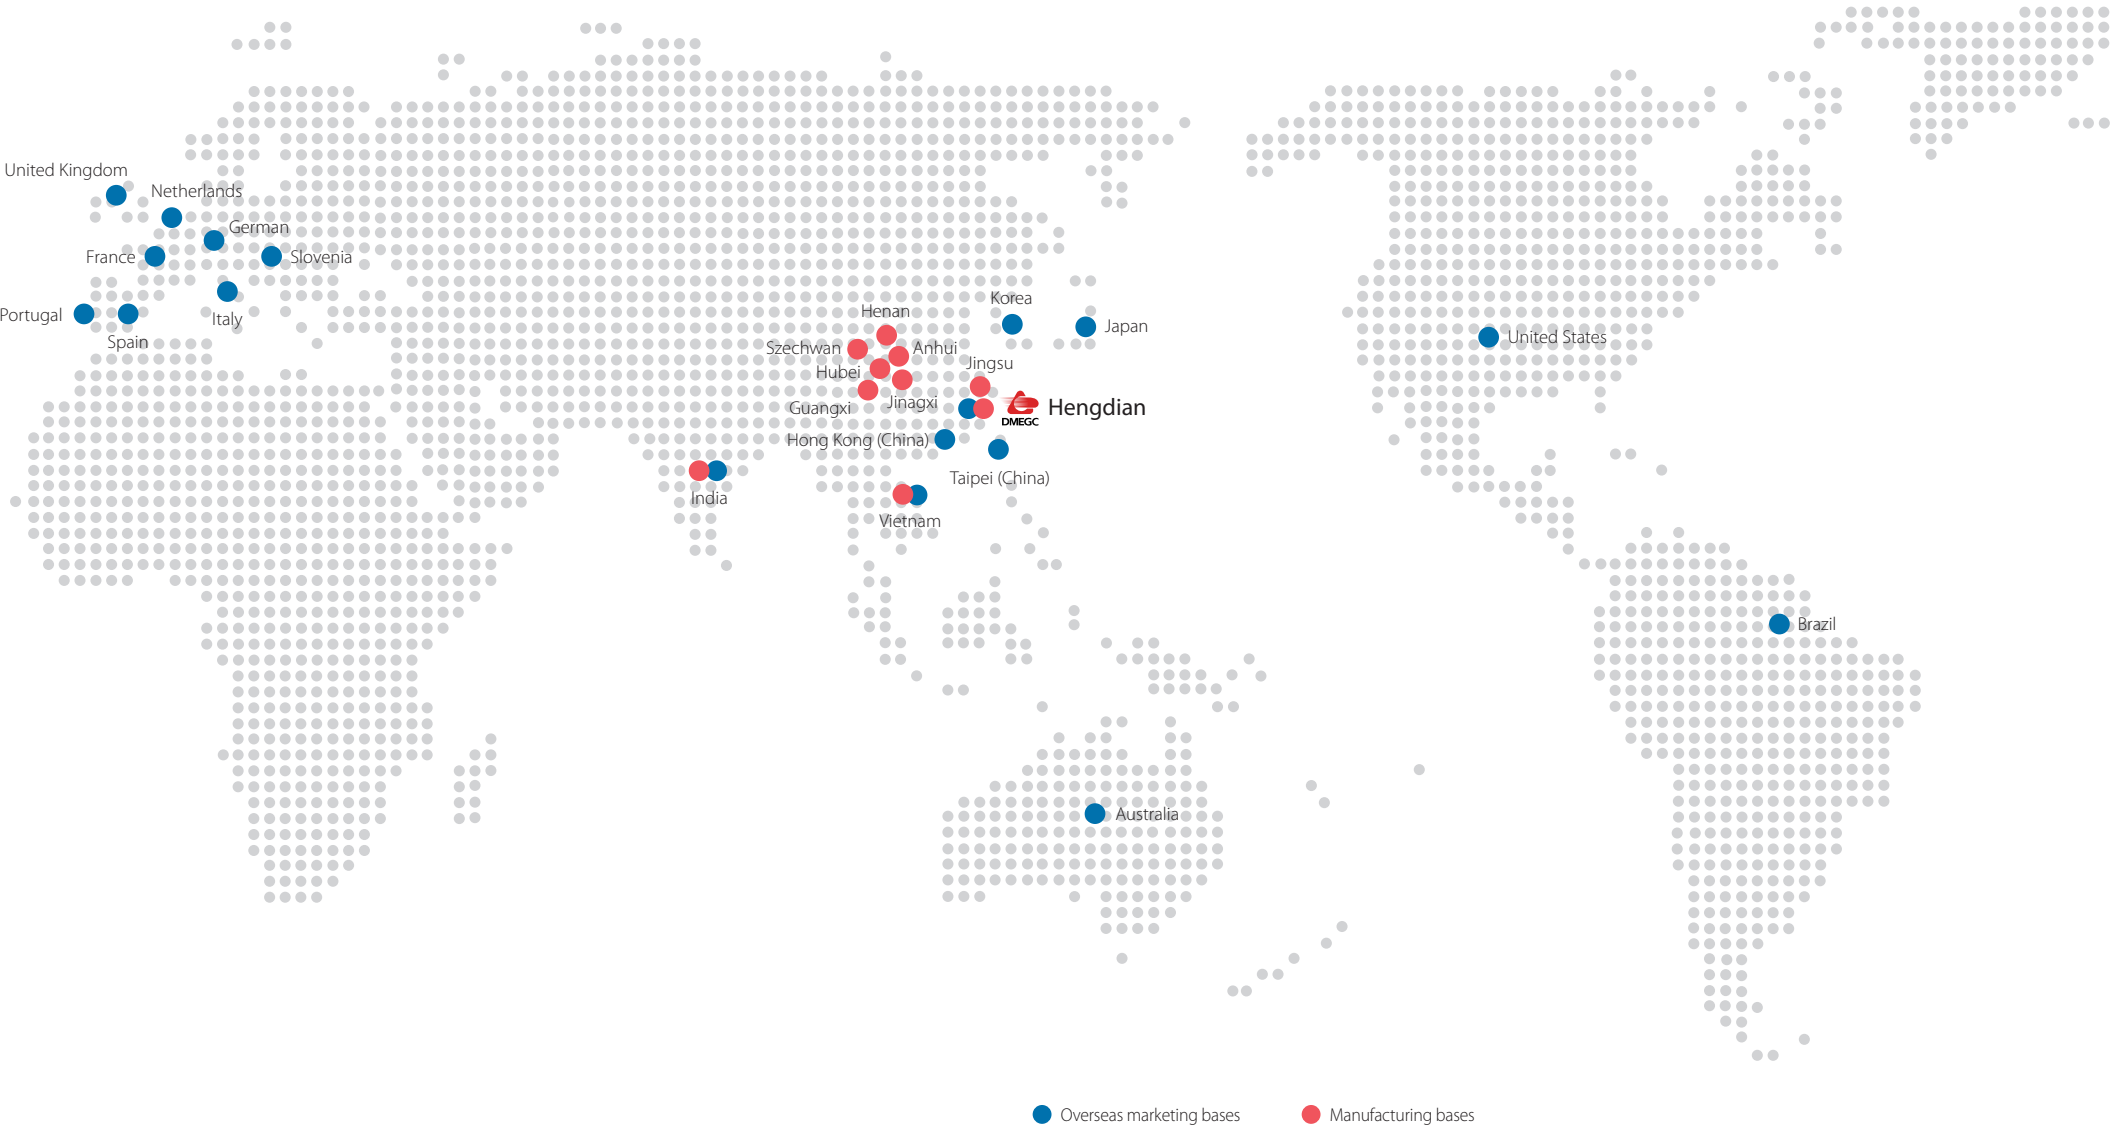 United Kingdom
Netherlands
German
France
Slovenia
Portugal
Italy
Spain
Korea
Henan
Japan
United States
Szechwan
Anhui
Jingsu
Hubei
Jinagxi
Guangxi
DMEGC
Hengdian
Hong Kong (China)
Taipei (China)
India
Vietnam
Brazil
Australia
Overseas marketing bases
Manufacturing bases